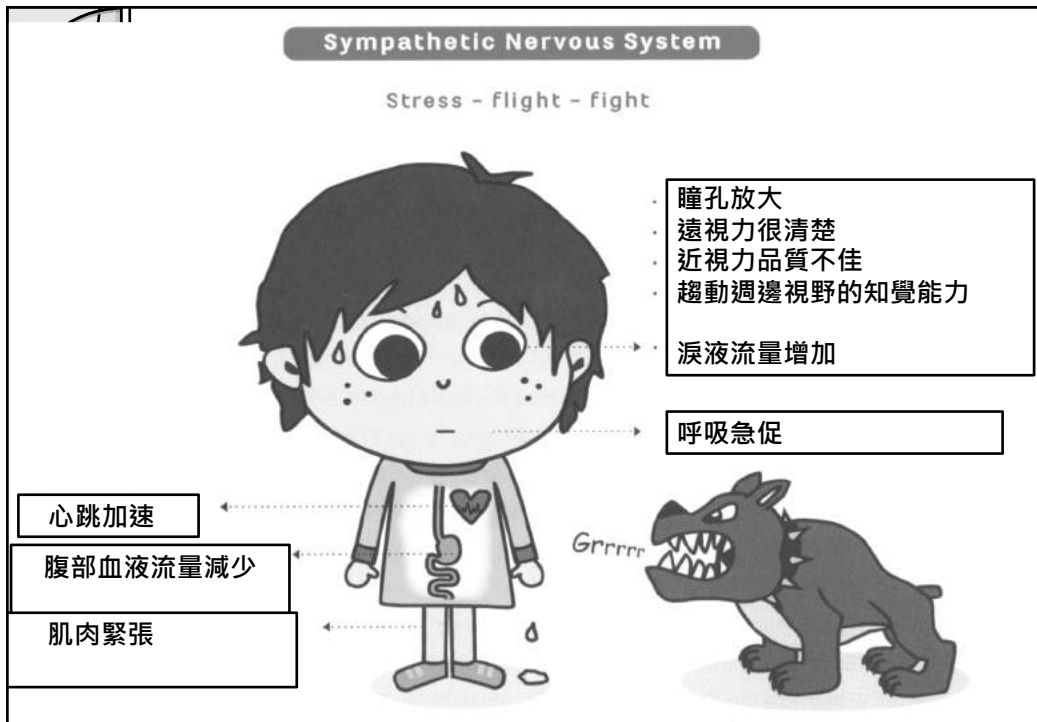 Sympathetic Nervous System
Stress - flight - fight
瞳孔放大
遠視力很清楚
近視力品質不佳
趨動週邊視野的知覺能力
淚液流量增加
呼吸急促
心跳加速
Grrrrr
腹部血液流量減少
肌肉緊張